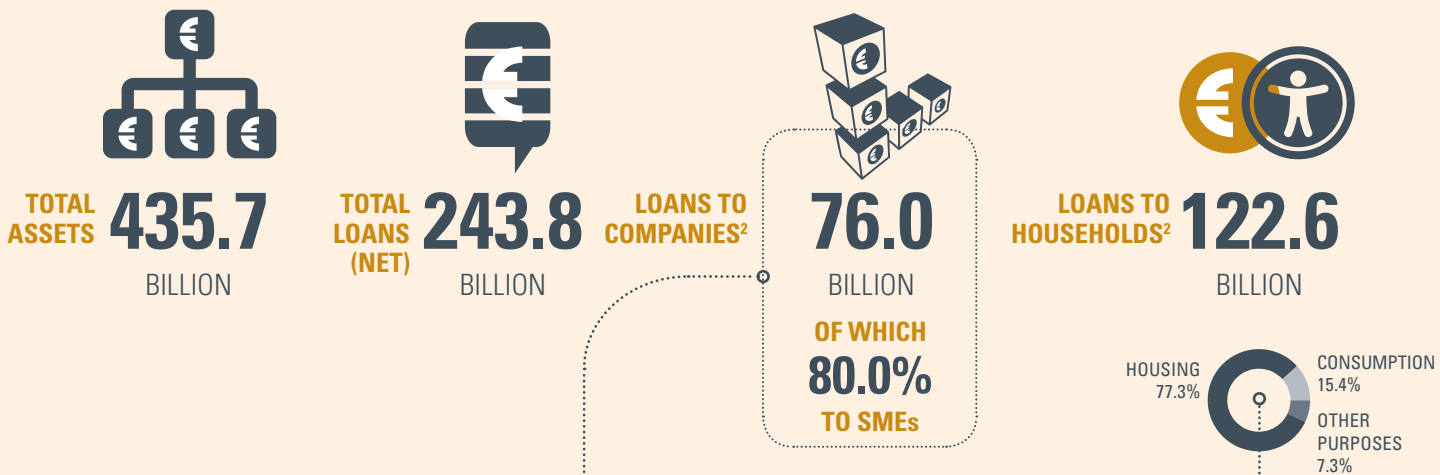 TOTAL
ASSETS
435.7
BILLION
TOTAL
LOANS
(NET)
243.8
BILLION
LOANS TO
COMPANIES²
76.0
BILLION
OF WHICH
80.0%
TO SMEs
LOANS TO
HOUSEHOLDS²
122.6
BILLION
HOUSING
77.3%
CONSUMPTION
15.4%
OTHER
PURPOSES
7.3%